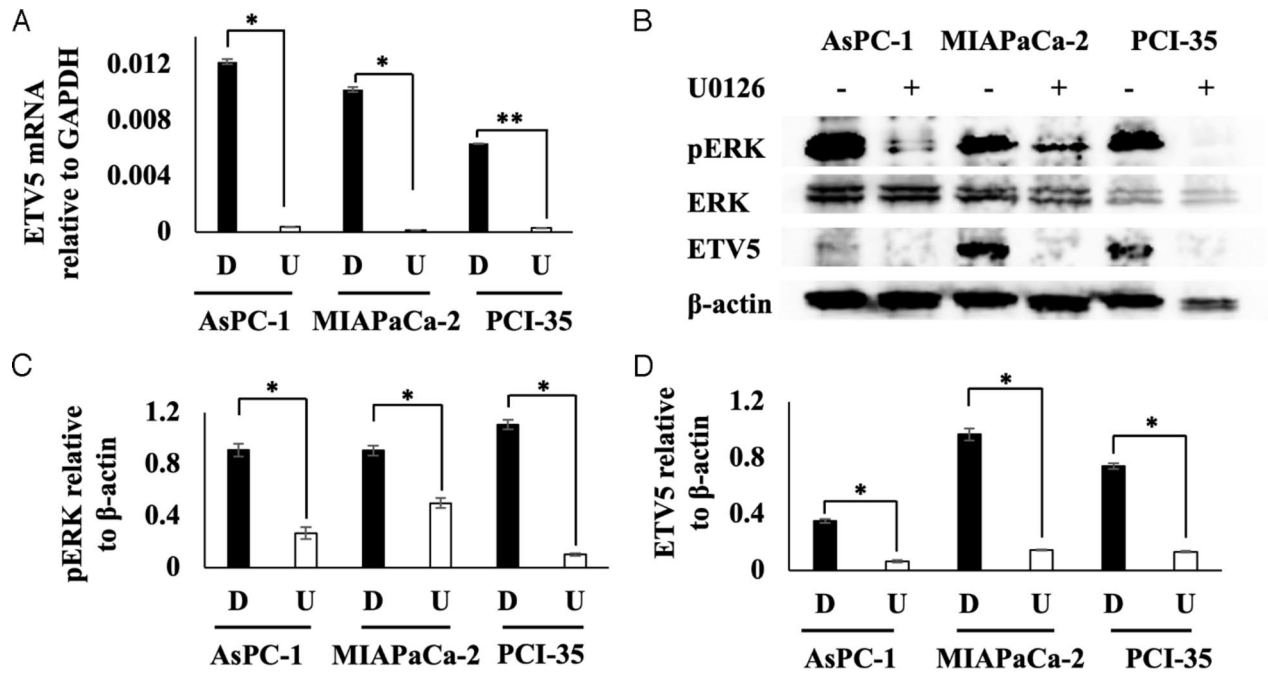 A
ETV5 mRNA
relative to GAPDH
0.012
0.008
0.004
0
*
*
**
D U D U D U
AsPC-1 MIAPaCa-2 PCI-35
B
AsPC-1 MIAPaCa-2 PCI-35
U0126 - + - + - +
pERK
ERK
ETV5
β-actin
C
pERK relative
to β-actin
1.2
0.8
0.4
0
*
*
*
D U D U D U
AsPC-1 MIAPaCa-2 PCI-35
D
ETV5 relative
to β-actin
1.2
0.8
0.4
0
*
*
*
D U D U D U
AsPC-1 MIAPaCa-2 PCI-35